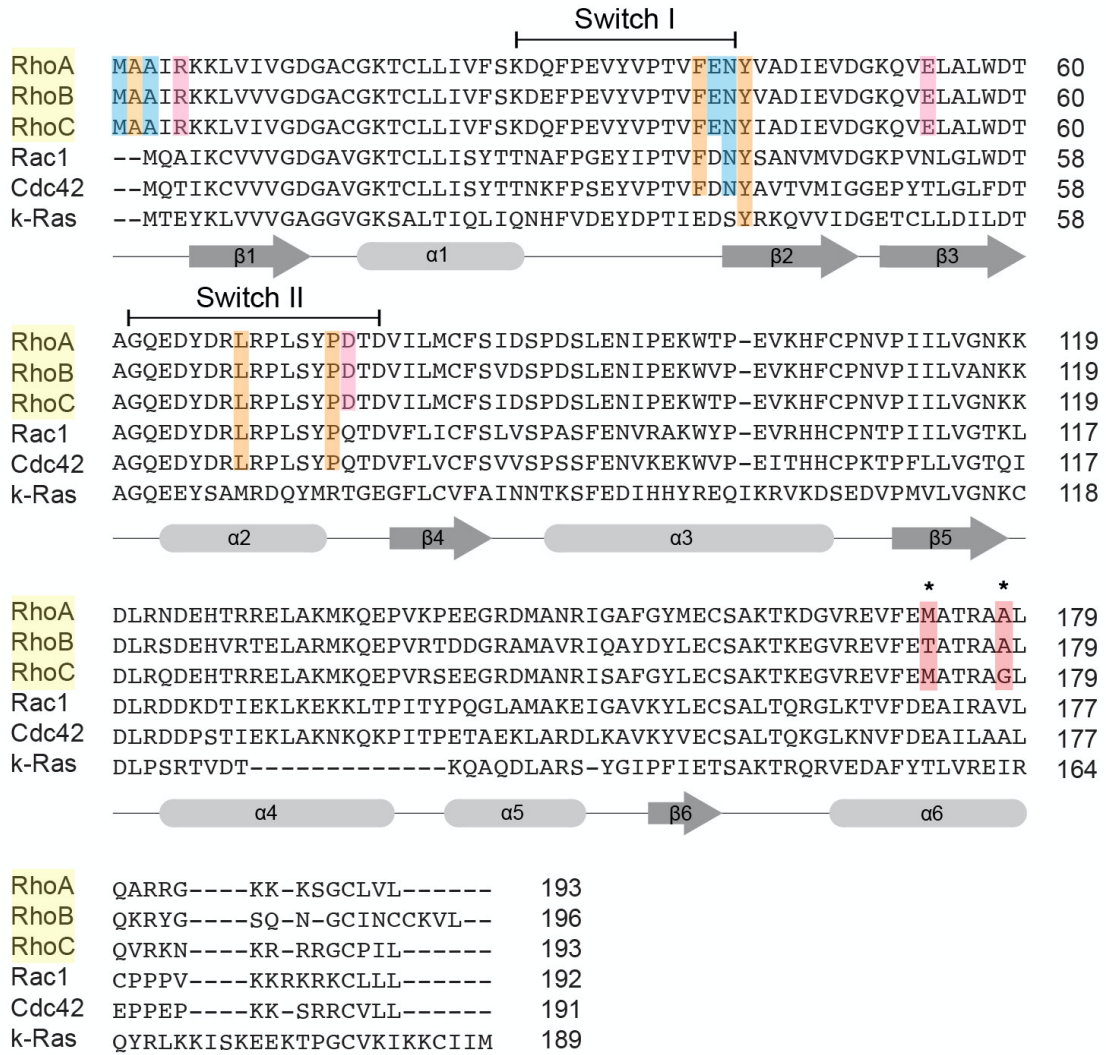 Switch I
RhoA MAAIRKKLVIVGDGACGKTCLLIVFSKDQFPEVYVPTVFENYVADIEVDGKQVELALWDT 60
RhoB MAAIRKKLVVVGDGACGKTCLLIVFSKDEFPEVYVPTVFENYVADIEVDGKQVELALWDT 60
RhoC MAAIRKKLVIVGDGACGKTCLLIVFSKDQFPEVYVPTVFENYIADIEVDGKQVELALWDT 60
Rac1 --MQAIKCVVVGDGAVGKTCLLISYTTNAFPGEYIPTVFDNYSANVMVDGKPVNLGLWDT 58
Cdc42 --MQTIKCVVVGDGAVGKTCLLISYTTNKFPSEYVPTVFDNYAVTVMIGGEPYTLGLFDT 58
k-Ras --MTEYKLVVVGAGGVGKSALTIQLIQNHFVDEYDPTIEDSYRKQVVIDGETCLLDILDT 58
β1 α1 β2 β3
Switch II
RhoA AGQEDYDRLRPLSYPDTDVILMCFSIDSPDSLENIPEKWTP-EVKHFCPNVPIILVGNKK 119
RhoB AGQEDYDRLRPLSYPDTDVILMCFSVDSPDSLENIPEKWVP-EVKHFCPNVPIILVANKK 119
RhoC AGQEDYDRLRPLSYPDTDVILMCFSIDSPDSLENIPEKWTP-EVKHFCPNVPIILVGNKK 119
Rac1 AGQEDYDRLRPLSYPQTDVFLICFSLVSPASFENVRAKWYP-EVRHHCPNTPIILVGTKL 117
Cdc42 AGQEDYDRLRPLSYPQTDVFLVCFSVVSPSSFENVKEKWVP-EITHHCPKTPFLLVGTQI 117
k-Ras AGQEEYSAMRDQYMRTGEGFLCVFAINNTKSFEDIHHYREQIKRVKDSEDVPMVLVGNKC 118
α2 β4 α3 β5
* *
RhoA DLRNDEHTRRELAKMKQEPVKPEEGRDMANRIGAFGYMECSAKTKDGVREVFEMATRAAL 179
RhoB DLRSDEHVRTELARMKQEPVRTDDGRAMAVRIQAYDYLECSAKTKEGVREVFETATRAAL 179
RhoC DLRQDEHTRRELAKMKQEPVRSEEGRDMANRISAFGYLECSAKTKEGVREVFEMATRAGL 179
Rac1 DLRDDKDTIEKLKEKKLTPITYPQGLAMAKEIGAVKYLECSALTQRGLKTVFDEAIRAVL 177
Cdc42 DLRDDPSTIEKLAKNKQKPITPETAEKLARDLKAVKYVECSALTQKGLKNVFDEAILAAL 177
k-Ras DLPSRTVDT-------------KQAQDLARS-YGIPFIETSAKTRQRVEDAFYTLVREIR 164
α4 α5 β6 α6
RhoA QARRG----KK-KSGCLVL------ 193
RhoB QKRYG----SQ-N-GCINCCKVL-- 196
RhoC QVRKN----KR-RRGCPIL------ 193
Rac1 CPPPV----KKRKRKCLLL------ 192
Cdc42 EPPEP----KK-SRRCVLL------ 191
k-Ras QYRLKKISKEEKTPGCVKIKKCIIM 189